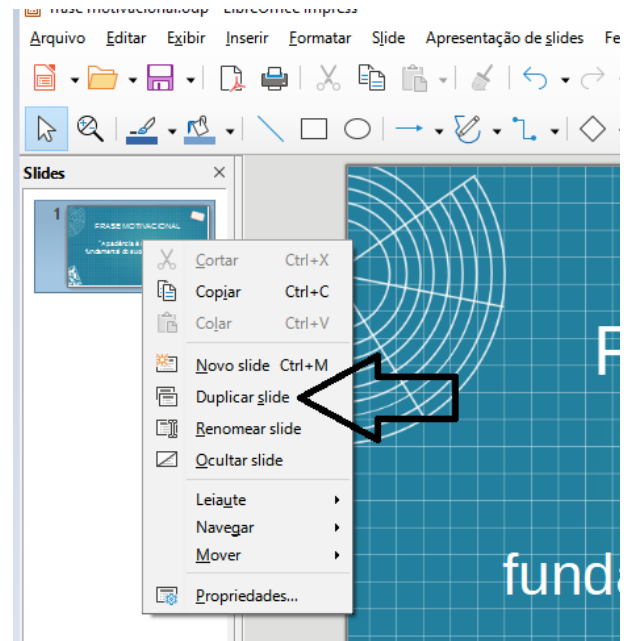 frase motivacional.odp - LibreOffice Impress
Arquivo Editar Exibir Inserir Formatar Slide Apresentação de slides Fe
Slides
1
FRASE MOTIVACIONAL
Cortar Ctrl+X
Copiar Ctrl+C
Colar Ctrl+V
Novo slide Ctrl+M
Duplicar slide
Renomear slide
Ocultar slide
Leiaute
Navegar
Mover
Propriedades...
F
funda